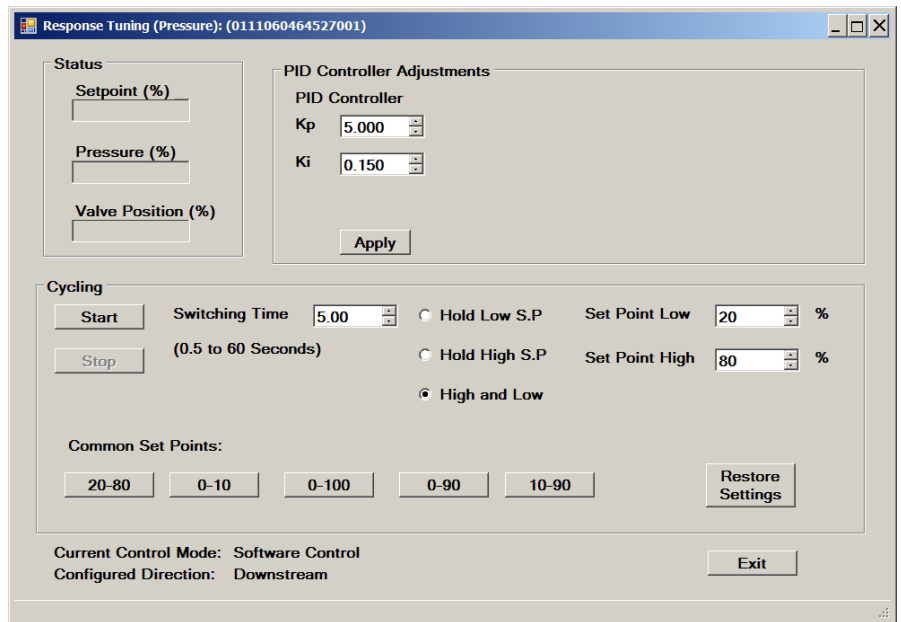 Response Tuning (Pressure): (0111060464527001)
Status
Setpoint (%)
Pressure (%)
Valve Position (%)
PID Controller Adjustments
PID Controller
Kp 5.000
Ki 0.150
Apply
Cycling
Start
Stop
Switching Time 5.00
(0.5 to 60 Seconds)
Hold Low S.P
Hold High S.P
High and Low
Set Point Low 20 %
Set Point High 80 %
Common Set Points:
20-80 0-10 0-100 0-90 10-90
Restore
Settings
Current Control Mode: Software Control
Configured Direction: Downstream
Exit